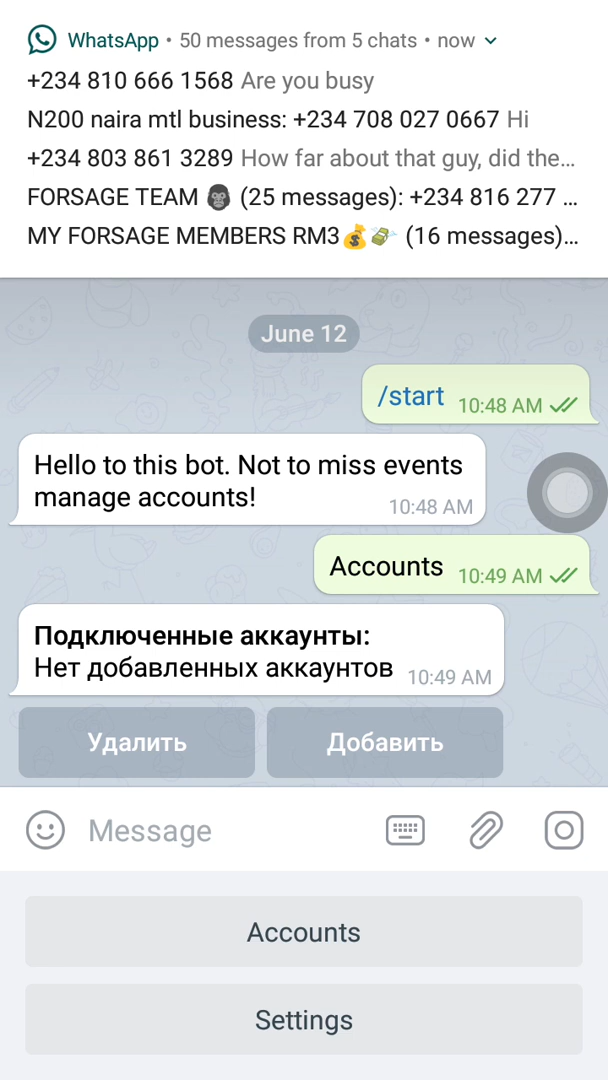 WhatsApp • 50 messages from 5 chats • now
+234 810 666 1568 Are you busy
N200 naira mtl business: +234 708 027 0667 Hi
+234 803 861 3289 How far about that guy, did the...
FORSAGE TEAM 🦍 (25 messages): +234 816 277 ...
MY FORSAGE MEMBERS RM3💰💸 (16 messages)...
June 12
/start 10:48 AM
Hello to this bot. Not to miss events
manage accounts! 10:48 AM
Accounts 10:49 AM
Подключенные аккаунты:
Нет добавленных аккаунтов 10:49 AM
Удалить Добавить
Message
Accounts
Settings